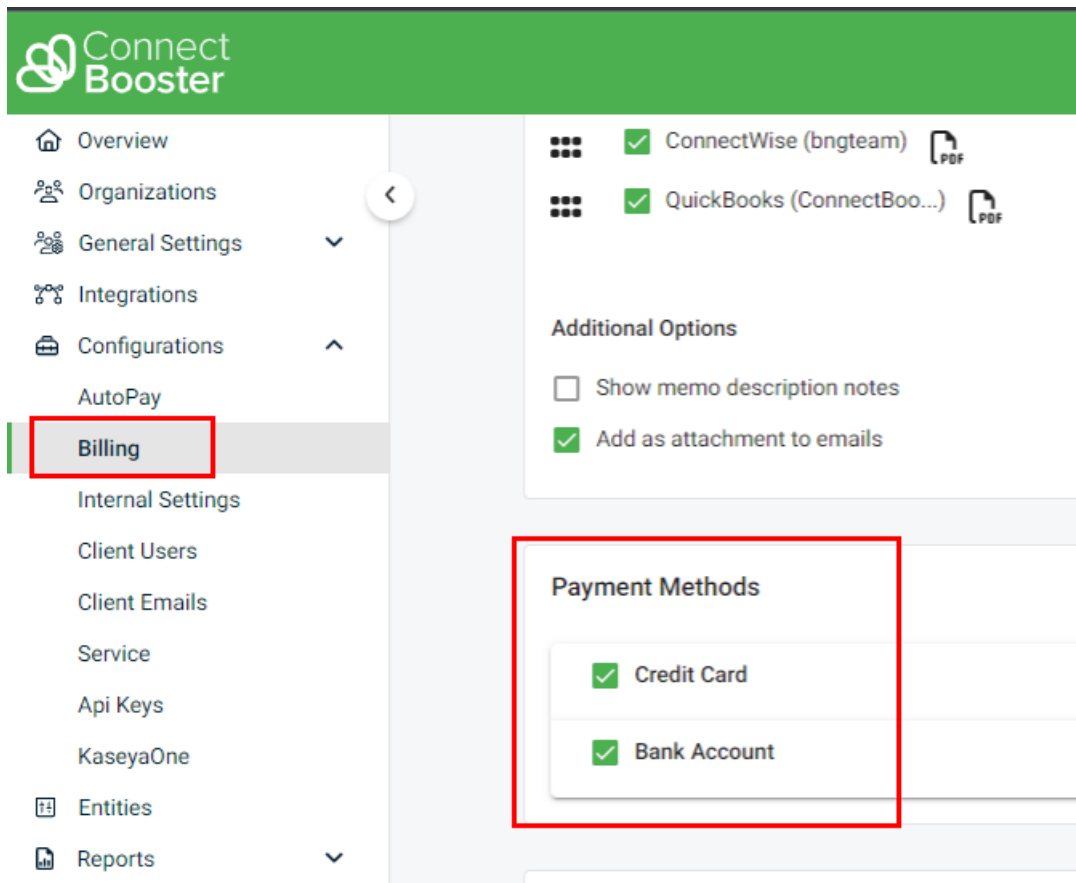 Connect
Booster
Overview
Organizations
General Settings
Integrations
Configurations
AutoPay
Billing
Internal Settings
Client Users
Client Emails
Service
Api Keys
KaseyaOne
Entities
Reports
ConnectWise (bngteam)
PDF
QuickBooks (ConnectBoo...)
PDF
Additional Options
Show memo description notes
Add as attachment to emails
Payment Methods
Credit Card
Bank Account